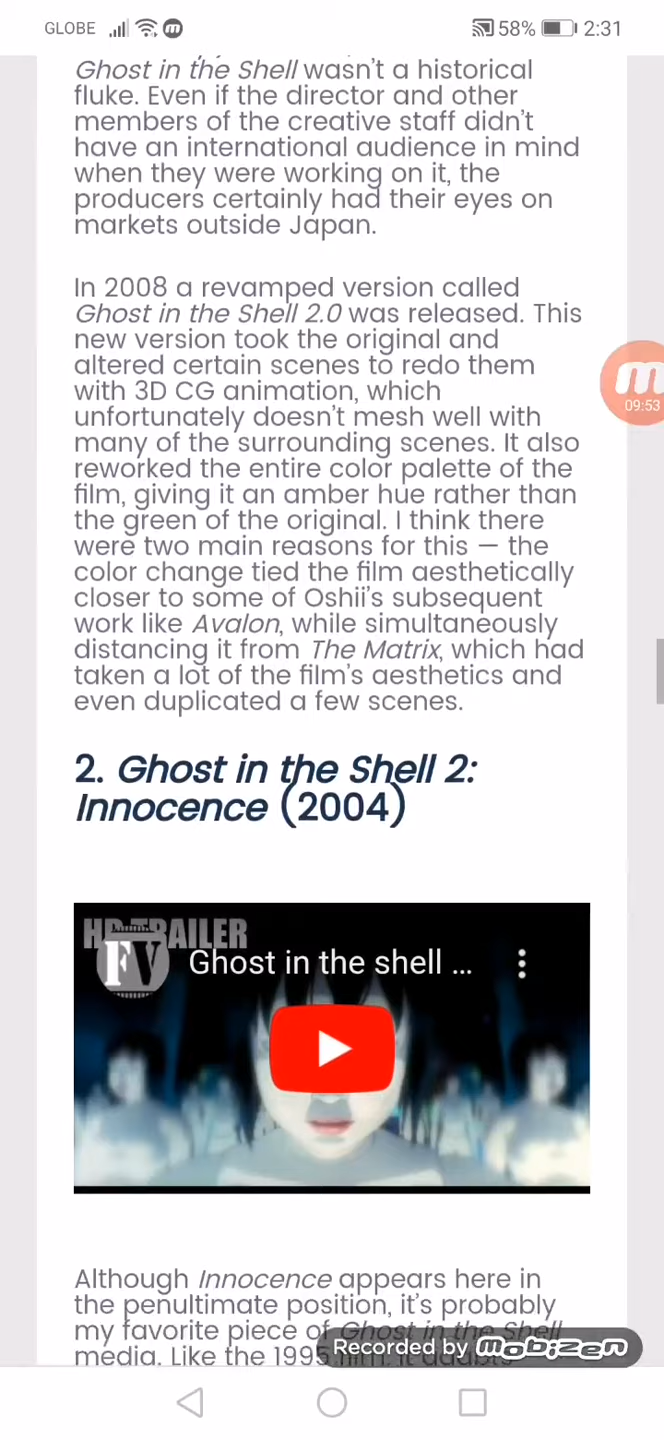 GLOBE
58%
2:31
Ghost in the Shell wasn't a historical
fluke. Even if the director and other
members of the creative staff didn't
have an international audience in mind
when they were working on it, the
producers certainly had their eyes on
markets outside Japan.
In 2008 a revamped version called
Ghost in the Shell 2.0 was released. This
new version took the original and
altered certain scenes to redo them
with 3D CG animation, which
unfortunately doesn't mesh well with
many of the surrounding scenes. It also
reworked the entire color palette of the
film, giving it an amber hue rather than
the green of the original. I think there
were two main reasons for this — the
color change tied the film aesthetically
closer to some of Oshii's subsequent
work like Avalon, while simultaneously
distancing it from The Matrix, which had
taken a lot of the film's aesthetics and
even duplicated a few scenes.
m
09:53
2. Ghost in the Shell 2:
Innocence (2004)
HD TRAILER
FV
Ghost in the shell ...
Although Innocence appears here in
the penultimate position, it's probably
my favorite piece of Ghost in the Shell
media. Like the 1995 film, it
Recorded by mobizen